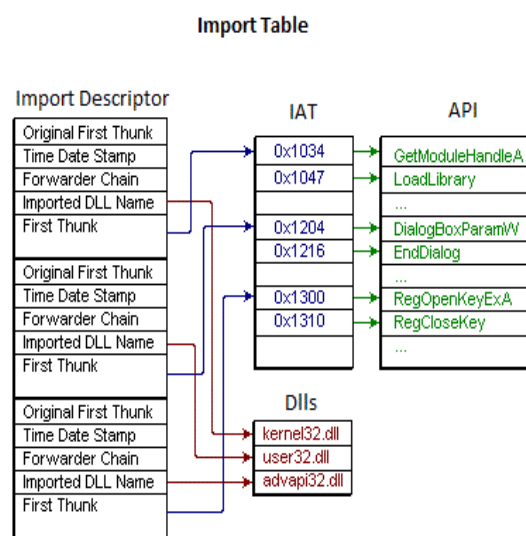 Import Table
Import Descriptor
Original First Thunk
Time Date Stamp
Forwarder Chain
Imported DLL Name
First Thunk
Original First Thunk
Time Date Stamp
Forwarder Chain
Imported DLL Name
First Thunk
Original First Thunk
Time Date Stamp
Forwarder Chain
Imported DLL Name
First Thunk
IAT
0x1034
0x1047
0x1204
0x1216
0x1300
0x1310
API
GetModuleHandleA
LoadLibrary
...
DialogBoxParamW
EndDialog
...
RegOpenKeyExA
RegCloseKey
...
Dlls
kernel32.dll
user32.dll
advapi32.dll